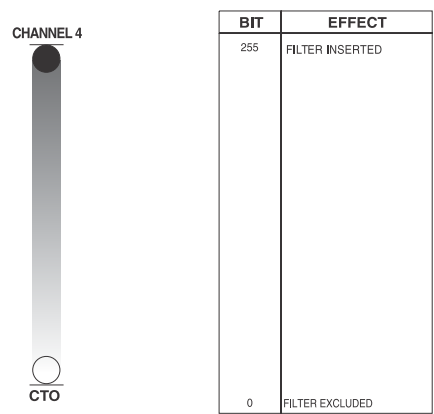 CHANNEL 4
BIT EFFECT
255 FILTER INSERTED
0 FILTER EXCLUDED
CTO